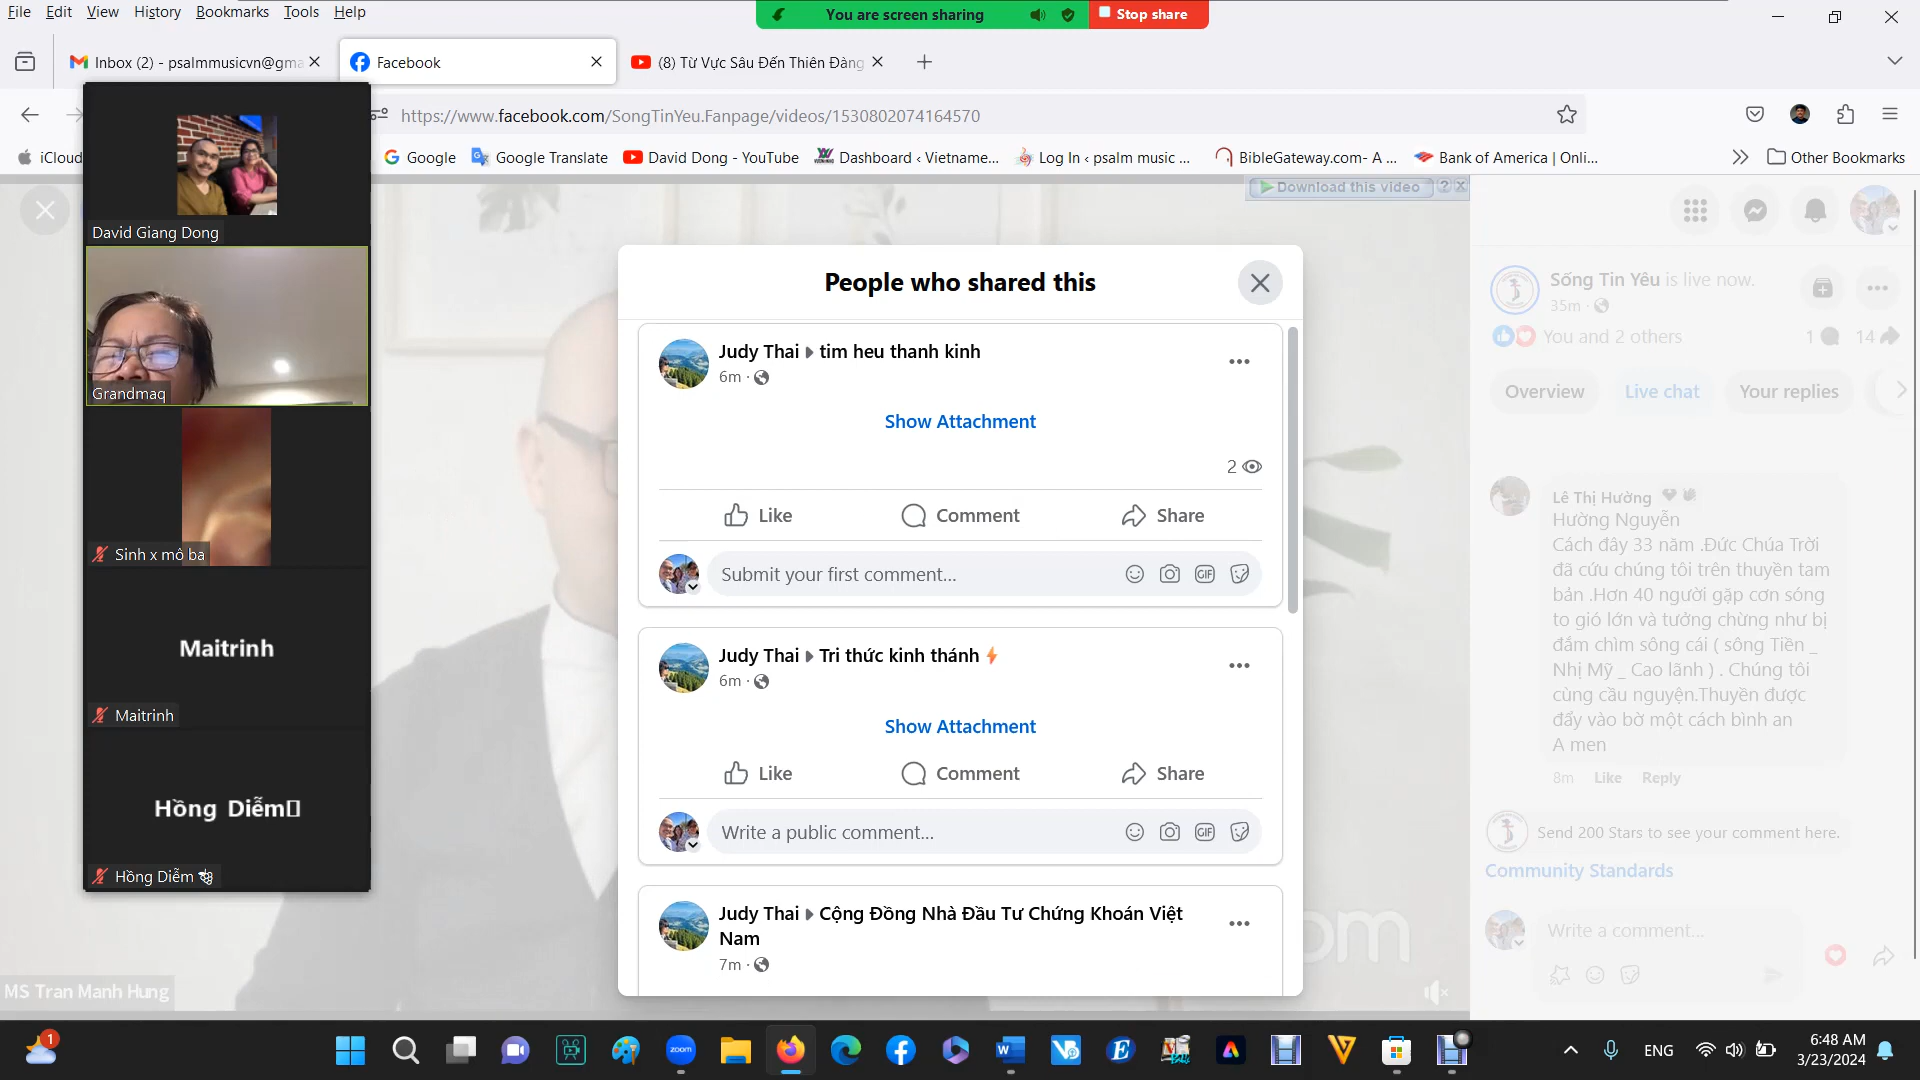 File Edit View History Bookmarks Tools Help
You are screen sharing
Stop share
Inbox (2) - psalmmusicvn@gma
Facebook
(8) Từ Vực Sâu Đến Thiên Đàng
https://www.facebook.com/SongTinYeu.Fanpage/videos/1530802074164570
iCloud
Google
Google Translate
David Dong - YouTube
Dashboard ‹ Vietname...
Log In ‹ psalm music ...
BibleGateway.com- A ...
Bank of America | Onli...
Other Bookmarks
Download this video
David Giang Dong
Grandmaq
Sinh x mô ba
Maitrinh
Maitrinh
Hồng Diễm
Hồng Diễm
MS Tran Manh Hung
People who shared this
Judy Thai ▸ tim heu thanh kinh
6m ·
Show Attachment
2
Like Comment Share
Submit your first comment...
Judy Thai ▸ Tri thức kinh thánh
6m ·
Show Attachment
Like Comment Share
Write a public comment...
Judy Thai ▸ Cộng Đồng Nhà Đầu Tư Chứng Khoán Việt
Nam
7m ·
om
Sống Tin Yêu is live now.
35m ·
You and 2 others
1
14
Overview
Live chat
Your replies
Lê Thị Hường
Hường Nguyễn
Cách đây 33 năm .Đức Chúa Trời
đã cứu chúng tôi trên thuyền tam
bản .Hơn 40 người gặp cơn sóng
to gió lớn và tưởng chừng như bị
đắm chìm sông cái ( sông Tiền _
Nhị Mỹ _ Cao lãnh ) . Chúng tôi
cùng cầu nguyện.Thuyền được
đẩy vào bờ một cách bình an
A men
8m Like Reply
Send 200 Stars to see your comment here.
Community Standards
Write a comment...
1
zoom
ENG
6:48 AM
3/23/2024